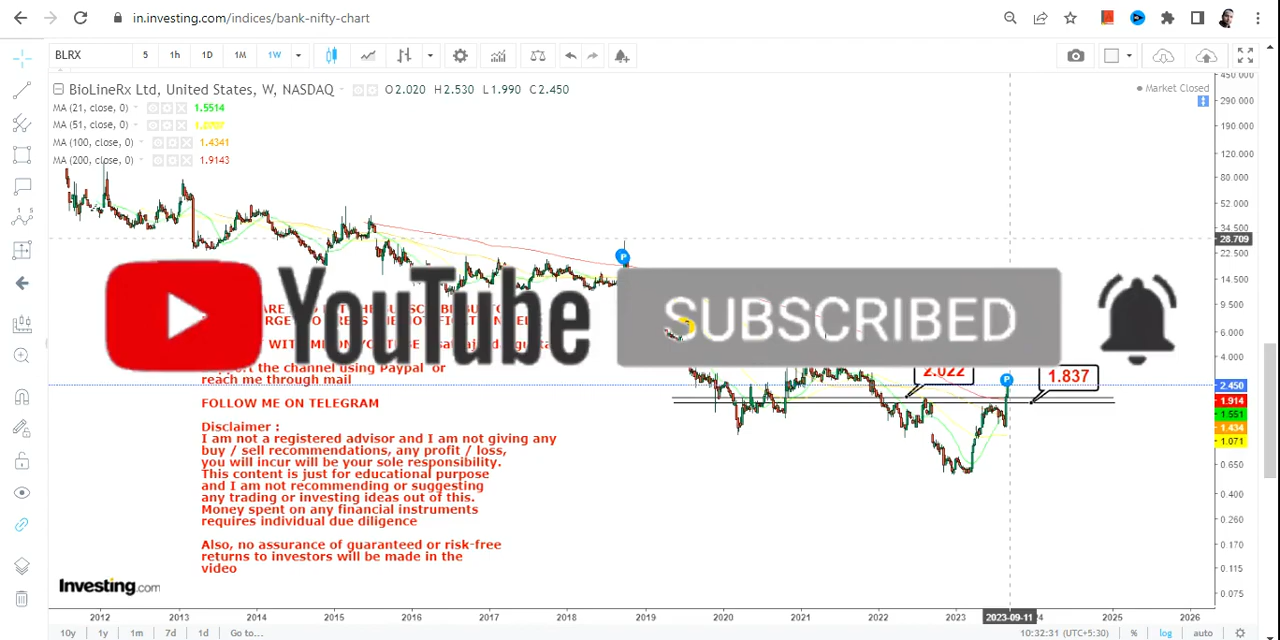 in.investing.com/indices/bank-nifty-chart
BLRX 5 1h 1D 1M 1W
BioLineRx Ltd, United States, W, NASDAQ O2.020 H2.530 L1.990 C2.450
Market Closed
MA (21, close, 0) 1.5514
MA (51, close, 0)
MA (100, close, 0) 1.4341
MA (200, close, 0) 1.9143
450.000
290.000
190.000
120.000
80.000
52.000
34.500
28.709
22.500
14.500
9.500
6.000
4.000
2.450
1.914
1.551
1.434
1.071
0.650
0.400
0.260
0.170
0.115
0.075
YouTube SUBSCRIBED
2.022
1.837
P
P
the channel using Paypal or
reach me through mail
FOLLOW ME ON TELEGRAM
Disclaimer :
I am not a registered advisor and I am not giving any
buy / sell recommendations, any profit / loss,
you will incur will be your sole responsibility.
This content is just for educational purpose
and I am not recommending or suggesting
any trading or investing ideas out of this.
Money spent on any financial instruments
requires individual due diligence
Also, no assurance of guaranteed or risk-free
returns to investors will be made in the
video
Investing.com
2012 2013 2014 2015 2016 2017 2018 2019 2020 2021 2022 2023 2023-09-11 2025 2026
10y 1y 1m 7d 1d Go to... 10:32:31 (UTC+5:30) % log auto